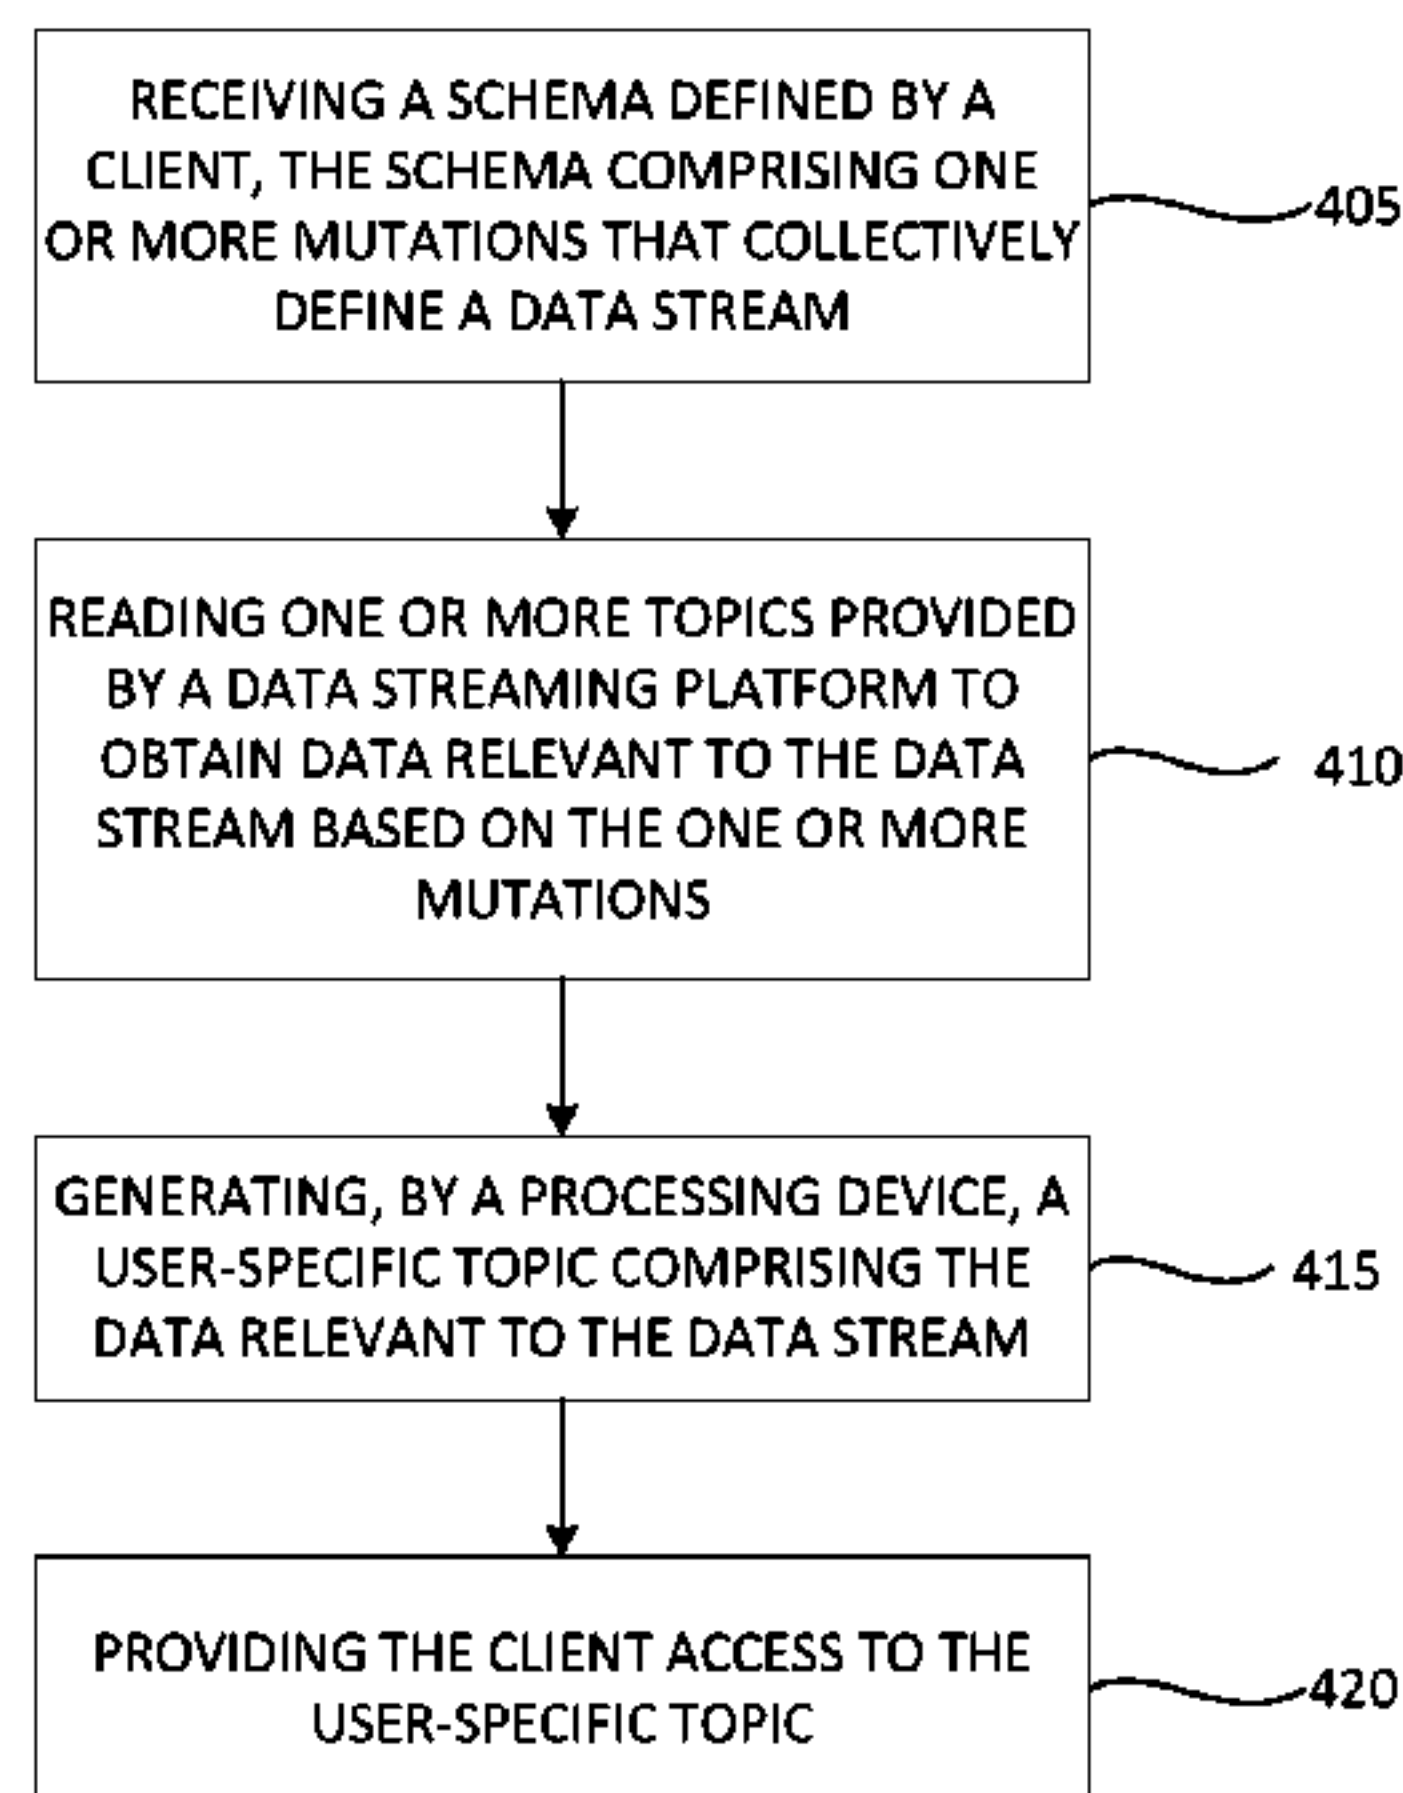 RECEIVING A SCHEMA DEFINED BY A
CLIENT, THE SCHEMA COMPRISING ONE
OR MORE MUTATIONS THAT COLLECTIVELY
DEFINE A DATA STREAM
405
READING ONE OR MORE TOPICS PROVIDED
BY A DATA STREAMING PLATFORM TO
OBTAIN DATA RELEVANT TO THE DATA
STREAM BASED ON THE ONE OR MORE
MUTATIONS
410
GENERATING, BY A PROCESSING DEVICE, A
USER-SPECIFIC TOPIC COMPRISING THE
DATA RELEVANT TO THE DATA STREAM
415
PROVIDING THE CLIENT ACCESS TO THE
USER-SPECIFIC TOPIC
420